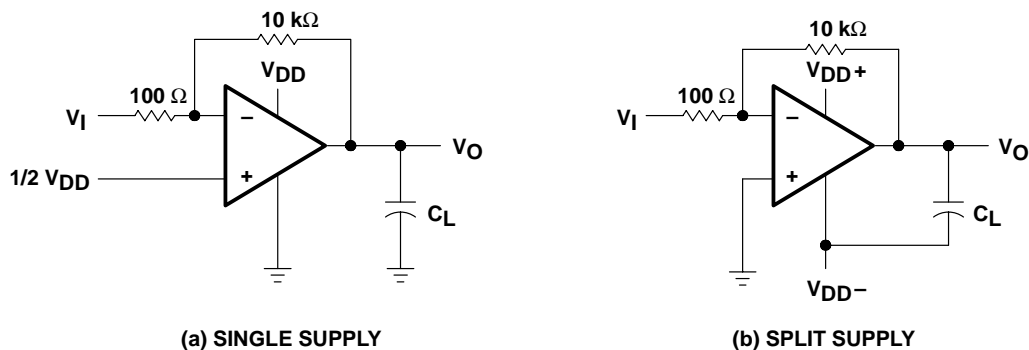 10 kΩ
VDD
100 Ω
VI
−
+
1/2 VDD
VO
CL
(a) SINGLE SUPPLY
10 kΩ
VDD+
100 Ω
VI
−
+
VO
CL
VDD−
(b) SPLIT SUPPLY